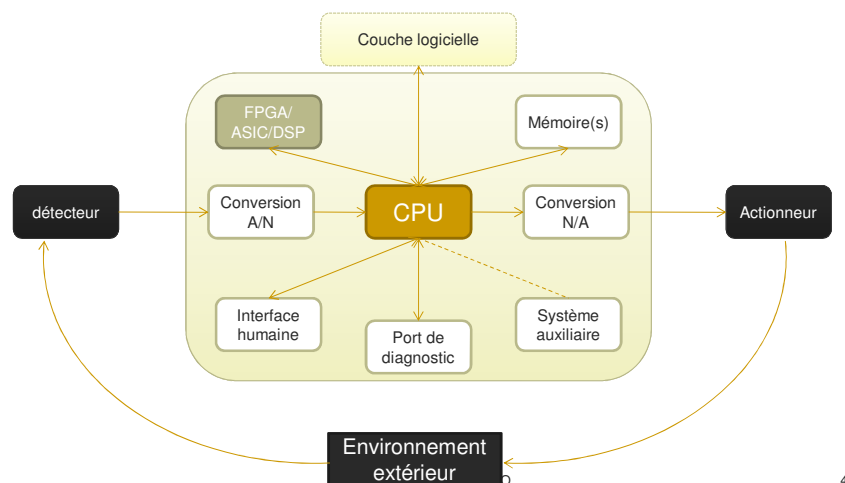 Couche logicielle
FPGA/
ASIC/DSP
Mémoire(s)
détecteur
Conversion
A/N
CPU
Conversion
N/A
Actionneur
Interface
humaine
Port de
diagnostic
Système
auxiliaire
Environnement
extérieur